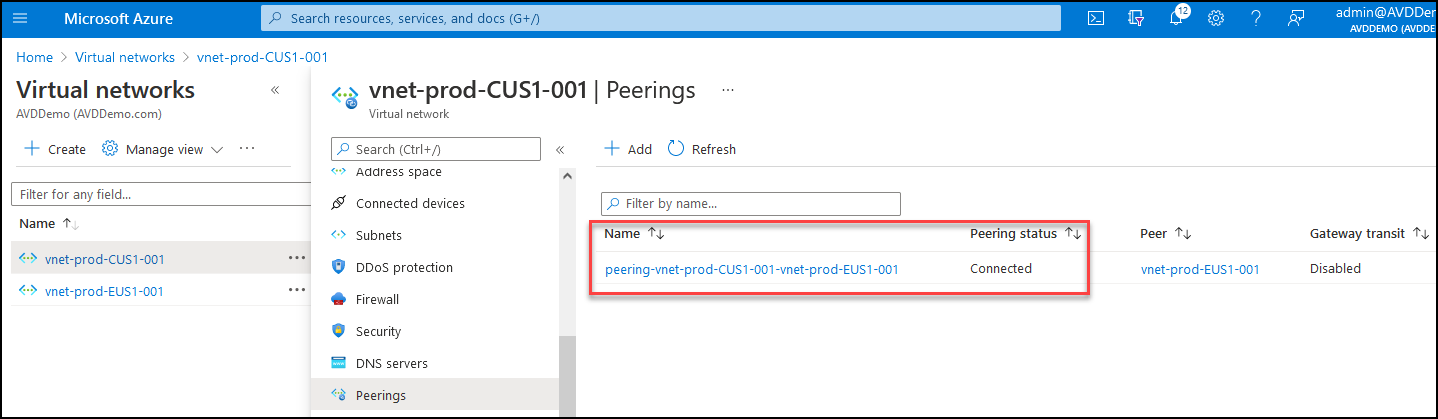 Microsoft Azure
Search resources, services, and docs (G+/)
12
admin@AVDDem
AVDDEMO (AVDDE
Home > Virtual networks > vnet-prod-CUS1-001
Virtual networks «
AVDDemo (AVDDemo.com)
+ Create Manage view ...
Filter for any field...
Name ↑↓
vnet-prod-CUS1-001 ...
vnet-prod-EUS1-001 ...
vnet-prod-CUS1-001 | Peerings ...
Virtual network
Search (Ctrl+/) «
Address space
Connected devices
Subnets
DDoS protection
Firewall
Security
DNS servers
Peerings
+ Add Refresh
Filter by name...
Name ↑↓ Peering status ↑↓ Peer ↑↓ Gateway transit ↑↓
peering-vnet-prod-CUS1-001-vnet-prod-EUS1-001 Connected vnet-prod-EUS1-001 Disabled